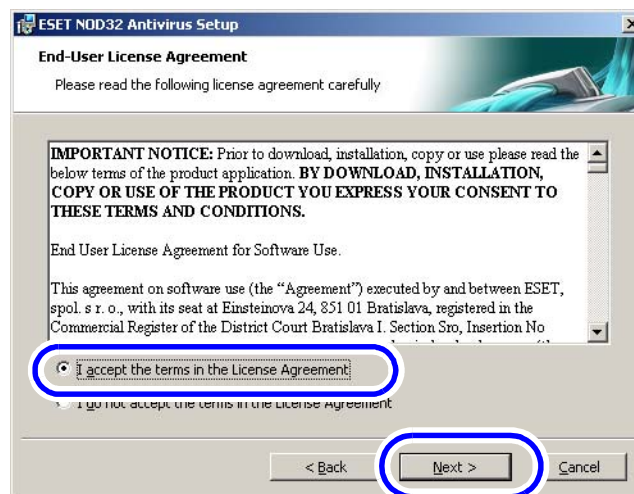 ESET NOD32 Antivirus Setup
End-User License Agreement
Please read the following license agreement carefully
IMPORTANT NOTICE: Prior to download, installation, copy or use please read the
below terms of the product application. BY DOWNLOAD, INSTALLATION,
COPY OR USE OF THE PRODUCT YOU EXPRESS YOUR CONSENT TO
THESE TERMS AND CONDITIONS.
End User License Agreement for Software Use.
This agreement on software use (the “Agreement”) executed by and between ESET,
spol. s r. o., with its seat at Einsteinova 24, 851 01 Bratislava, registered in the
Commercial Register of the District Court Bratislava I. Section Sro, Insertion No
I accept the terms in the License Agreement
I do not accept the terms in the License Agreement
< Back
Next >
Cancel